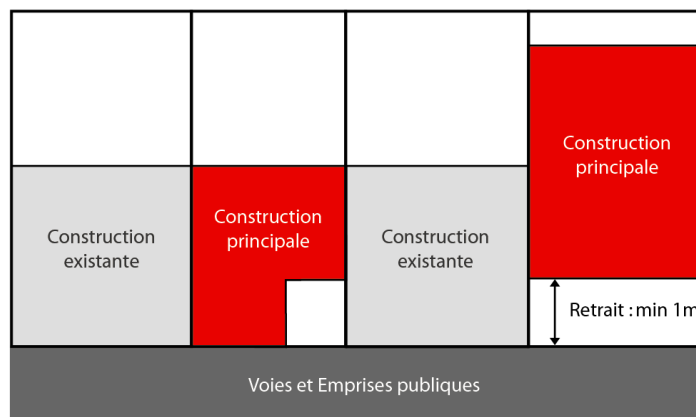 Construction
principale
Construction
principale
Construction
existante
Construction
existante
Retrait : min 1m
Voies et Emprises publiques